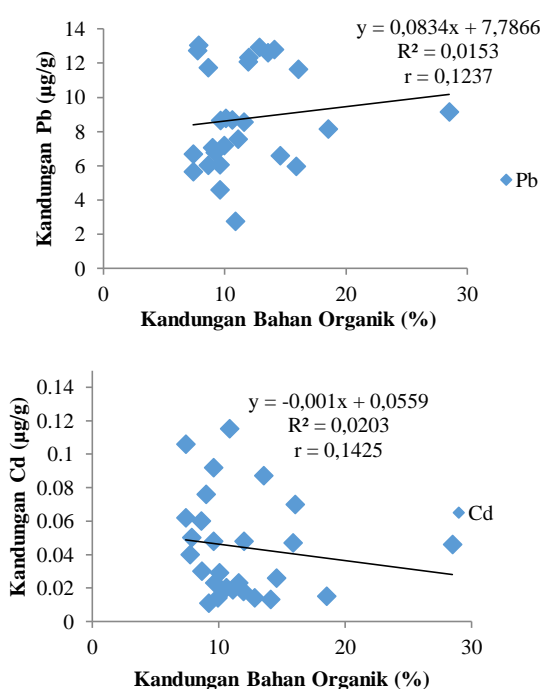 y = 0,0834x + 7,7866
R² = 0,0153
r = 0,1237
Kandungan Pb (µg/g)
14
12
10
8
6
4
2
0
0 10 20 30
Kandungan Bahan Organik (%)
Pb
y = -0,001x + 0,0559
R² = 0,0203
r = 0,1425
Kandungan Cd (µg/g)
0.14
0.12
0.1
0.08
0.06
0.04
0.02
0
0 10 20 30
Kandungan Bahan Organik (%)
Cd